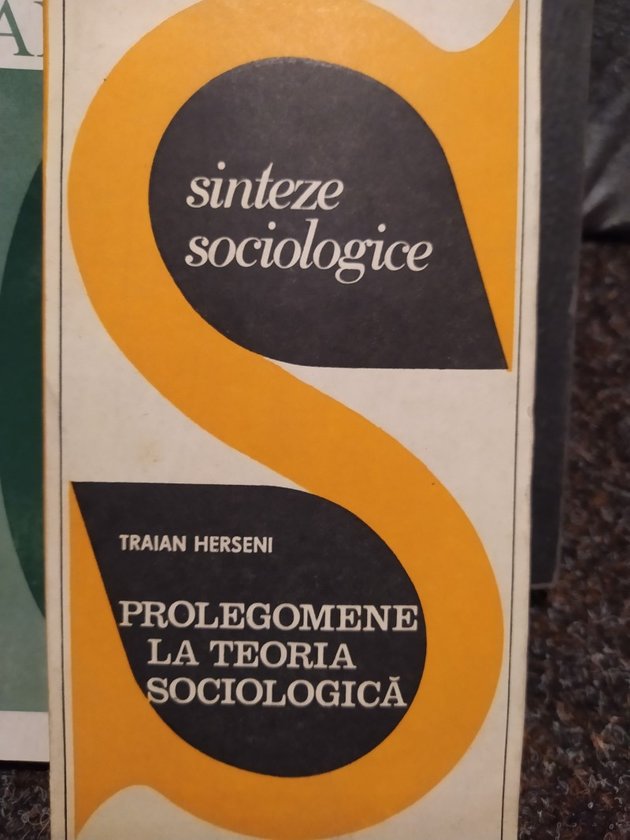 sinteze
sociologice
TRAIAN HERSENI
PROLEGOMENE
LA TEORIA
SOCIOLOGICĂ